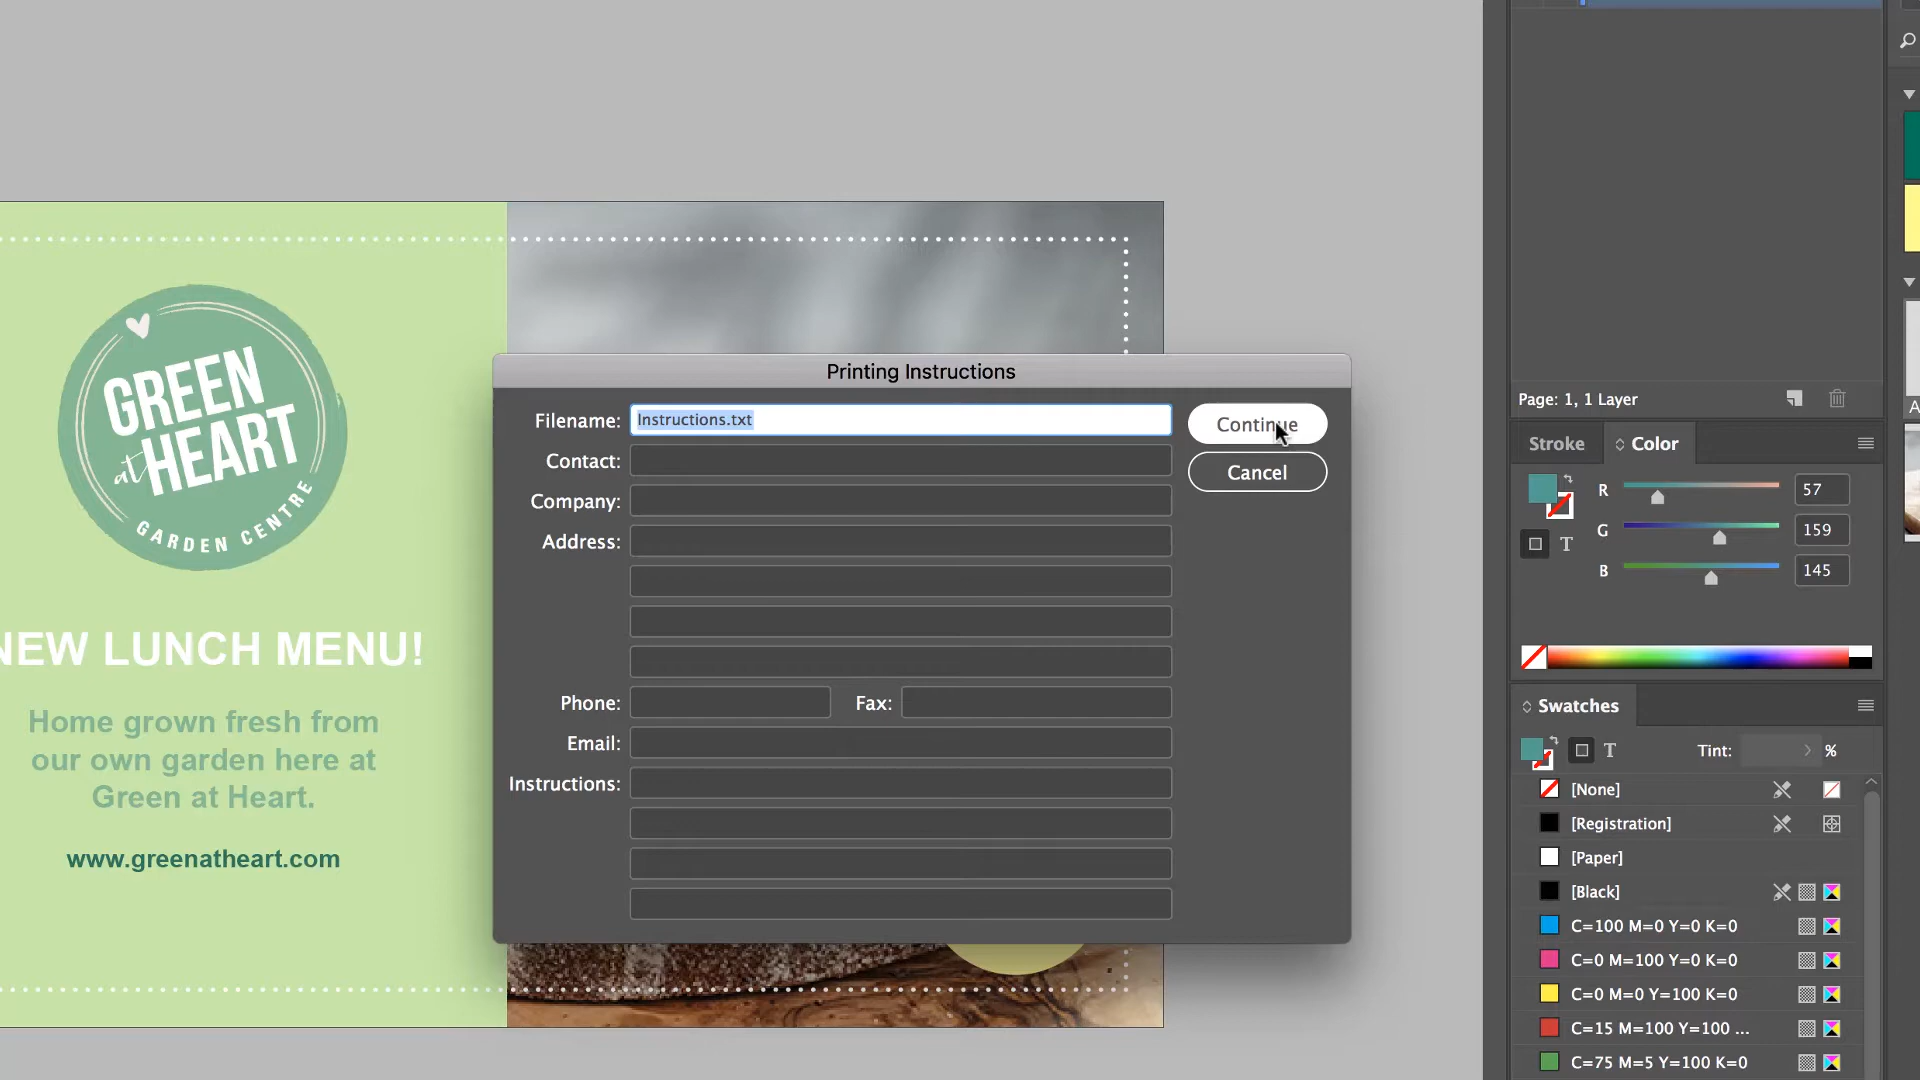 GREEN
at HEART
GARDEN CENTRE
NEW LUNCH MENU!
Home grown fresh from
our own garden here at
Green at Heart.
www.greenatheart.com
Printing Instructions
Filename: Instructions.txt
Continue
Contact:
Cancel
Company:
Address:
Phone:
Fax:
Email:
Instructions:
Page: 1, 1 Layer
Stroke
Color
R 57
G 159
T
B 145
Swatches
T
Tint: %
[None]
[Registration]
[Paper]
[Black]
C=100 M=0 Y=0 K=0
C=0 M=100 Y=0 K=0
C=0 M=0 Y=100 K=0
C=15 M=100 Y=100 ...
C=75 M=5 Y=100 K=0